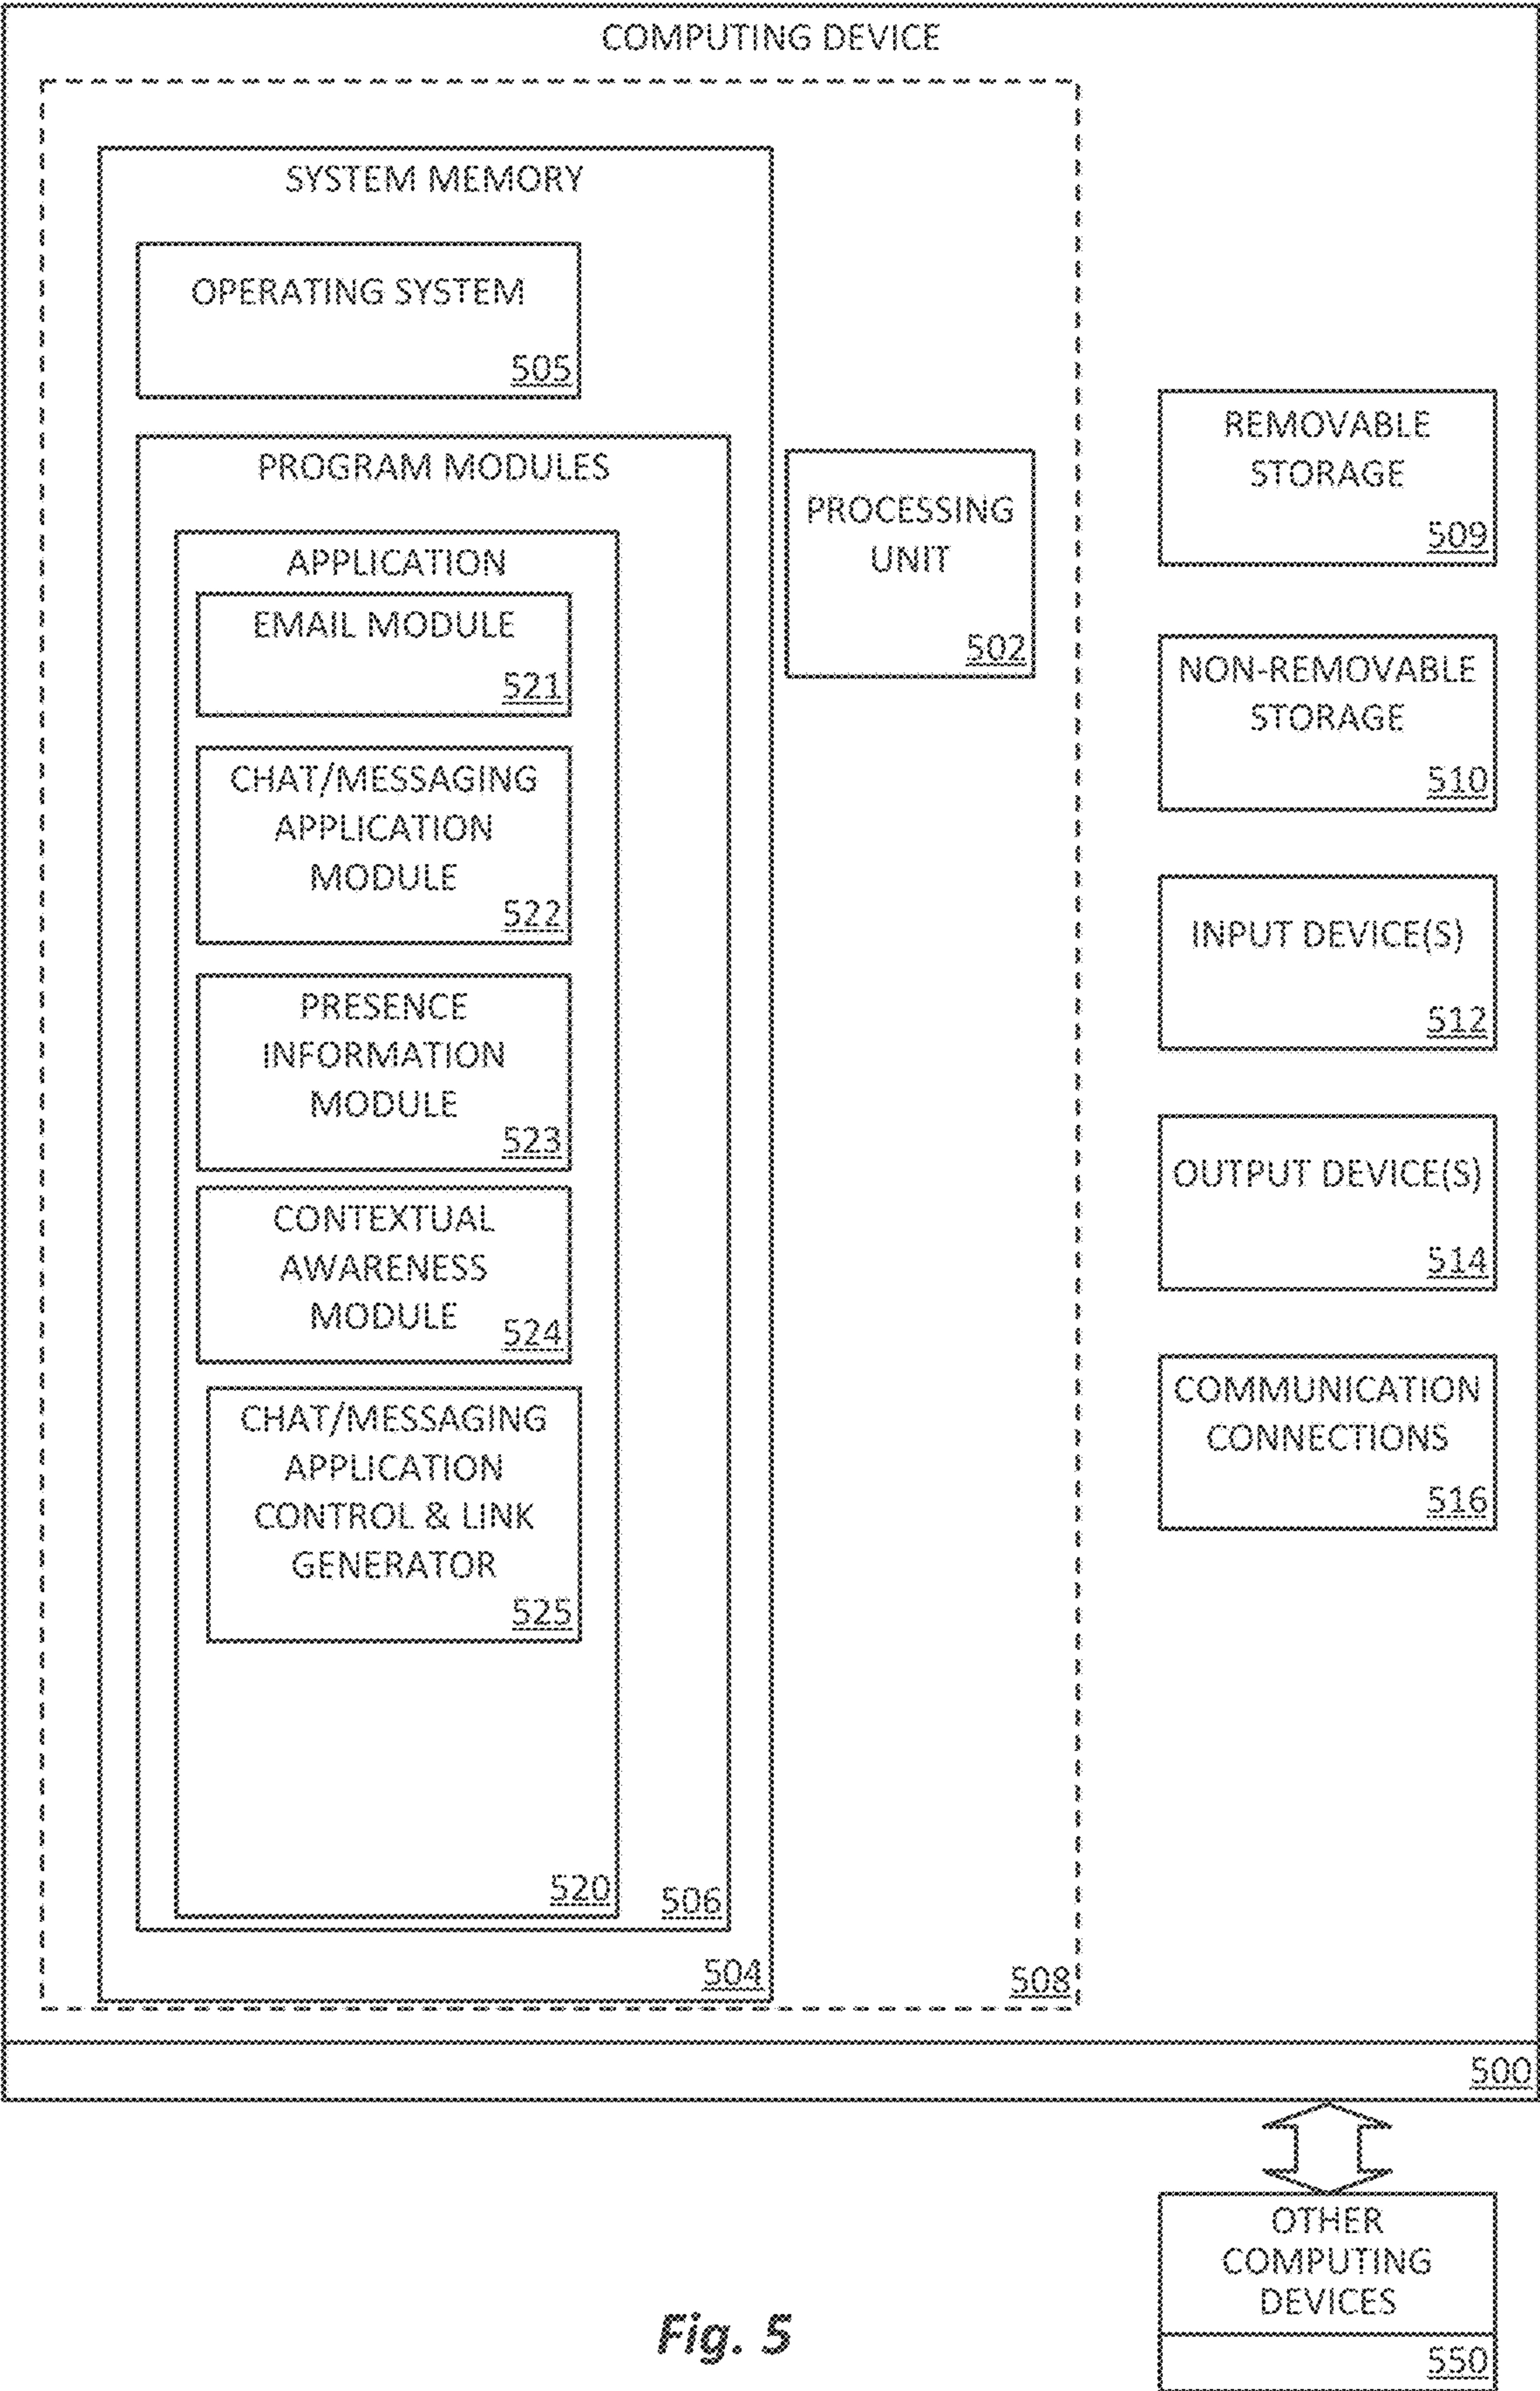 COMPUTING DEVICE
SYSTEM MEMORY
OPERATING SYSTEM
505
PROGRAM MODULES
APPLICATION
EMAIL MODULE
521
CHAT/MESSAGING
APPLICATION
MODULE
522
PRESENCE
INFORMATION
MODULE
523
CONTEXTUAL
AWARENESS
MODULE
524
CHAT/MESSAGING
APPLICATION
CONTROL & LINK
GENERATOR
525
520
506
504
PROCESSING
UNIT
502
508
REMOVABLE
STORAGE
509
NON-REMOVABLE
STORAGE
510
INPUT DEVICE(S)
512
OUTPUT DEVICE(S)
514
COMMUNICATION
CONNECTIONS
516
500
OTHER
COMPUTING
DEVICES
550
Fig. 5